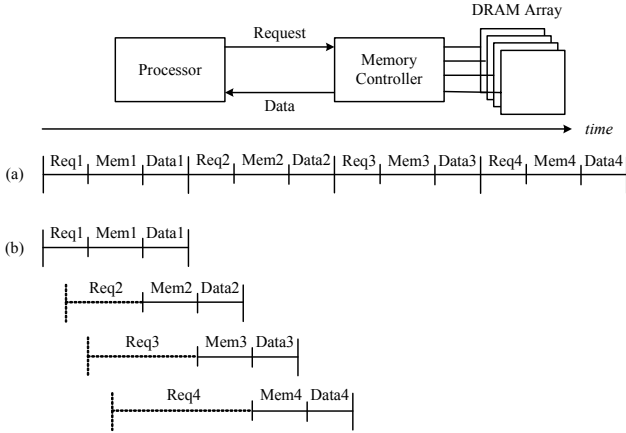 DRAM Array
Request
Processor
Memory
Controller
Data
time
(a) Req1 Mem1 Data1 Req2 Mem2 Data2 Req3 Mem3 Data3 Req4 Mem4 Data4
(b) Req1 Mem1 Data1
Req2 Mem2 Data2
Req3 Mem3 Data3
Req4 Mem4 Data4